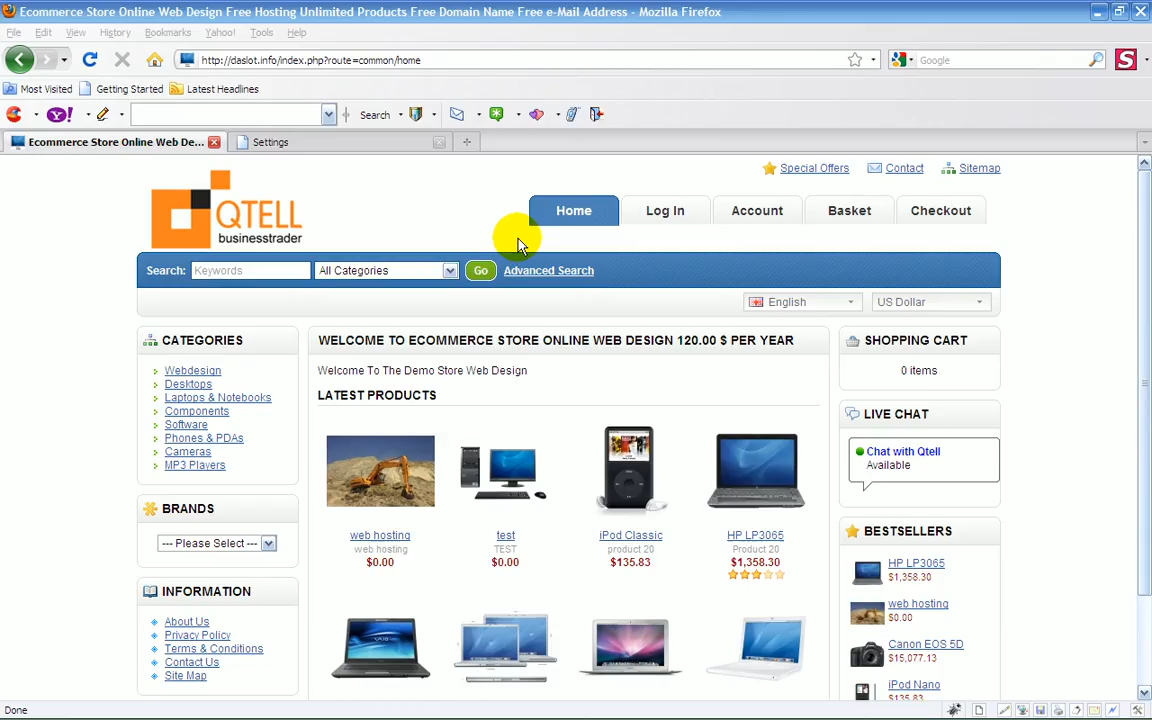 Ecommerce Store Online Web Design Free Hosting Unlimited Products Free Domain Name Free e-Mail Address - Mozilla Firefox
File Edit View History Bookmarks Yahoo! Tools Help
http://daslot.info/index.php?route=common/home
Google
S
Most Visited Getting Started Latest Headlines
Y! Search
Ecommerce Store Online Web De... Settings
Special Offers Contact Sitemap
QTELL
businesstrader
Home Log In Account Basket Checkout
Search: Keywords All Categories Go Advanced Search
English US Dollar
CATEGORIES
Webdesign
Desktops
Laptops & Notebooks
Components
Software
Phones & PDAs
Cameras
MP3 Players
BRANDS
--- Please Select ---
INFORMATION
About Us
Privacy Policy
Terms & Conditions
Contact Us
Site Map
WELCOME TO ECOMMERCE STORE ONLINE WEB DESIGN 120.00 $ PER YEAR
Welcome To The Demo Store Web Design
LATEST PRODUCTS
web hosting test iPod Classic HP LP3065
web hosting TEST product 20 Product 20
$0.00 $0.00 $135.83 $1,358.30
SHOPPING CART
0 items
LIVE CHAT
Chat with Qtell
Available
BESTSELLERS
HP LP3065
$1,358.30
web hosting
$0.00
Canon EOS 5D
$15,077.13
iPod Nano
$135.83
Done